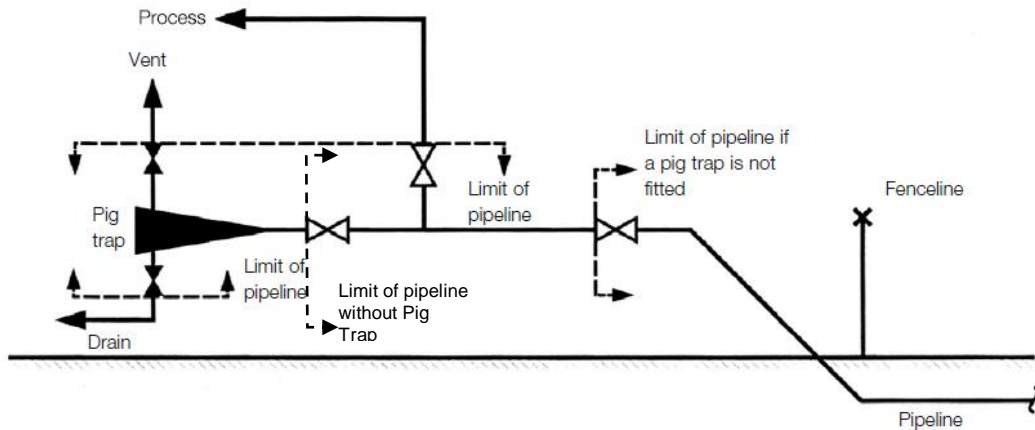 Process
Vent
Limit of pipeline if
a pig trap is not
fitted
Limit of
pipeline
Fenceline
Pig
trap
Limit of
pipeline
Limit of pipeline
without Pig
Trap
Drain
Pipeline